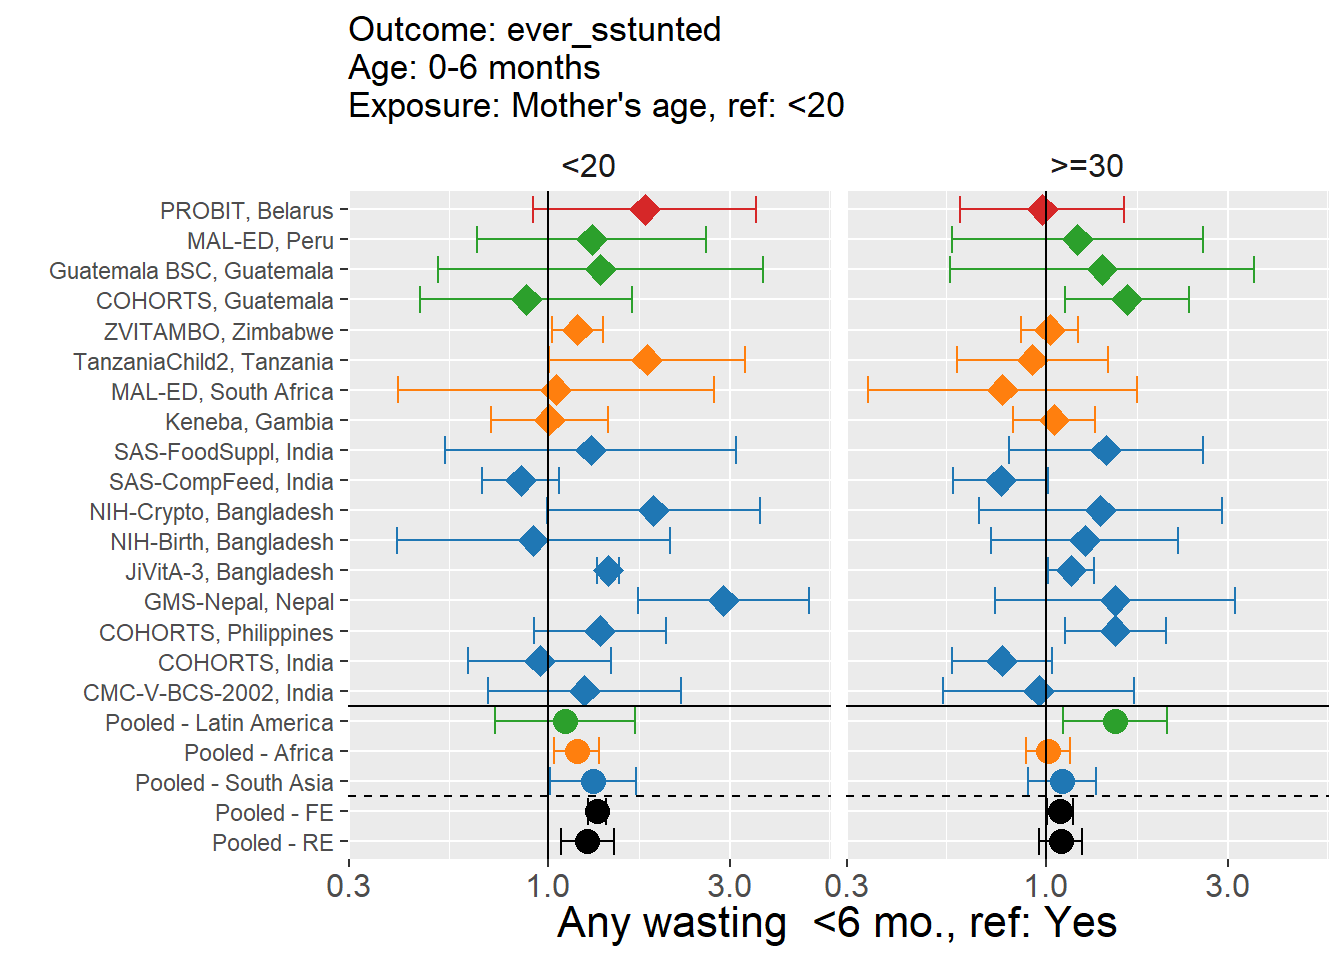 Outcome: ever_sstunted
Age: 0-6 months
Exposure: Mother's age, ref: <20
<20
>=30
PROBIT, Belarus
MAL-ED, Peru
Guatemala BSC, Guatemala
COHORTS, Guatemala
ZVITAMBO, Zimbabwe
TanzaniaChild2, Tanzania
MAL-ED, South Africa
Keneba, Gambia
SAS-FoodSuppl, India
SAS-CompFeed, India
NIH-Crypto, Bangladesh
NIH-Birth, Bangladesh
JiVitA-3, Bangladesh
GMS-Nepal, Nepal
COHORTS, Philippines
COHORTS, India
CMC-V-BCS-2002, India
Pooled - Latin America
Pooled - Africa
Pooled - South Asia
Pooled - FE
Pooled - RE
0.3 1.0 3.0 0.3 1.0 3.0
Any wasting  <6 mo., ref: Yes